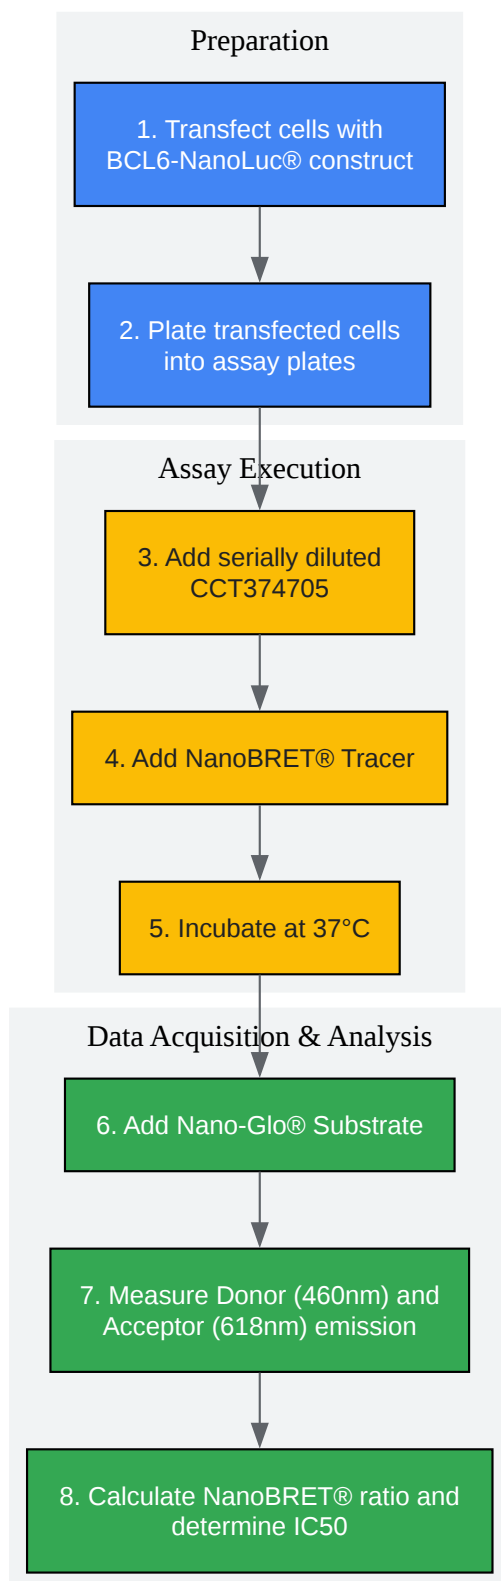 Preparation
1. Transfect cells with
BCL6-NanoLuc® construct
2. Plate transfected cells
into assay plates
Assay Execution
3. Add serially diluted
CCT374705
4. Add NanoBRET® Tracer
5. Incubate at 37°C
Data Acquisition & Analysis
6. Add Nano-Glo® Substrate
7. Measure Donor (460nm) and
Acceptor (618nm) emission
8. Calculate NanoBRET® ratio and
determine IC50